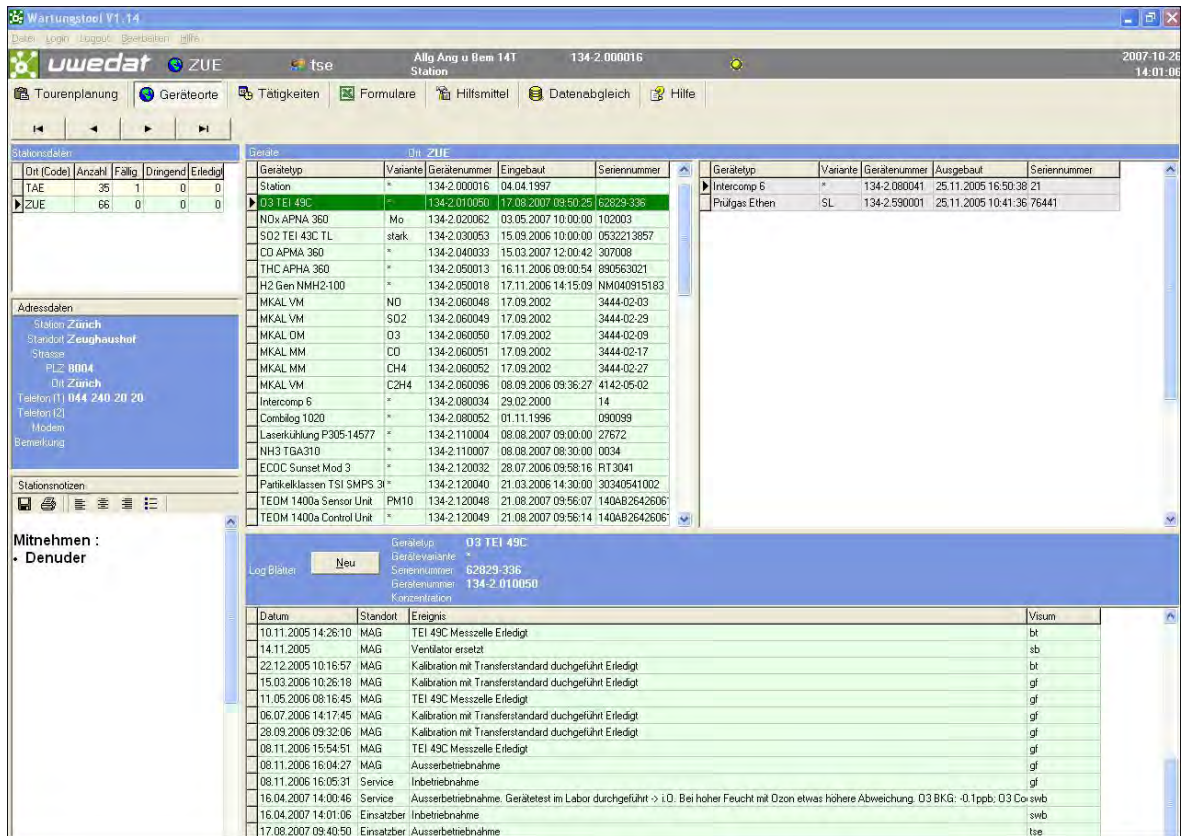 Wartungstool V1.14
Datei Login Logout Bearbeiten Hilfe
uwedat ZUE tse Allg Ang u Bem 14T 134-2.000016 2007-10-26
Station 14:01:06
Tourenplanung Geräteorte Tätigkeiten Formulare Hilfsmittel Datenabgleich Hilfe
Stationsdaten
Ort (Code) Anzahl Fällig Dringend Erledigt
TAE 35 1 0 0
ZUE 66 0 0 0
Adressdaten
Station Zürich
Standort Zeughaushof
Strasse
PLZ 8004
Ort Zürich
Telefon (1) 044 240 20 20
Telefon (2)
Modem
Bemerkung
Stationsnotizen
Mitnehmen :
• Denuder
Geräte Ort ZUE
Gerätetyp Variante Gerätenummer Eingebaut Seriennummer
Station * 134-2.000016 04.04.1997
O3 TEI 49C * 134-2.010050 17.08.2007 09:50:25 62829-336
NOx APNA 360 Mo 134-2.020062 03.05.2007 10:00:00 102003
SO2 TEI 43C TL stark 134-2.030053 15.09.2006 10:00:00 0532213857
CO APMA 360 * 134-2.040033 15.03.2007 12:00:42 307008
THC APHA 360 * 134-2.050013 16.11.2006 09:00:54 890563021
H2 Gen NMH2-100 * 134-2.050018 17.11.2006 14:15:09 NM040915183
MKAL VM NO 134-2.060048 17.09.2002 3444-02-03
MKAL VM SO2 134-2.060049 17.09.2002 3444-02-29
MKAL OM O3 134-2.060050 17.09.2002 3444-02-09
MKAL MM CO 134-2.060051 17.09.2002 3444-02-17
MKAL MM CH4 134-2.060052 17.09.2002 3444-02-27
MKAL VM C2H4 134-2.060096 08.09.2006 09:36:27 4142-05-02
Intercomp 6 * 134-2.080034 29.02.2000 14
Combilog 1020 * 134-2.080052 01.11.1996 090099
Laserkühlung P305-14577 * 134-2.110004 08.08.2007 09:00:00 27672
NH3 TGA310 * 134-2.110007 08.08.2007 08:30:00 0034
ECOC Sunset Mod 3 * 134-2.120032 28.07.2006 09:58:16 RT3041
Partikelklassen TSI SMPS 3 * 134-2.120040 21.03.2006 14:30:00 30340541002
TEOM 1400a Sensor Unit PM10 134-2.120048 21.08.2007 09:56:07 140AB2642606
TEOM 1400a Control Unit * 134-2.120049 21.08.2007 09:56:14 140AB2642606
Gerätetyp Variante Gerätenummer Ausgebaut Seriennummer
Intercomp 6 * 134-2.080041 25.11.2005 16:50:38 21
Prüfgas Ethen SL 134-2.590001 25.11.2005 10:41:36 76441
Log Blätter Neu
Gerätetyp O3 TEI 49C
Gerätevariante *
Seriennummer 62829-336
Gerätenummer 134-2.010050
Konzentration
Datum Standort Ereignis Visum
10.11.2005 14:26:10 MAG TEI 49C Messzelle Erledigt bt
14.11.2005 MAG Ventilator ersetzt sb
22.12.2005 10:16:57 MAG Kalibration mit Transferstandard duchgeführt Erledigt bt
15.03.2006 10:26:18 MAG Kalibration mit Transferstandard duchgeführt Erledigt gf
11.05.2006 08:16:45 MAG TEI 49C Messzelle Erledigt gf
06.07.2006 14:17:45 MAG Kalibration mit Transferstandard duchgeführt Erledigt gf
28.09.2006 09:32:06 MAG Kalibration mit Transferstandard duchgeführt Erledigt gf
08.11.2006 15:54:51 MAG TEI 49C Messzelle Erledigt gf
08.11.2006 16:04:27 MAG Ausserbetriebnahme gf
08.11.2006 16:05:31 Service Inbetriebnahme gf
16.04.2007 14:00:46 Service Ausserbetriebnahme. Gerätetest im Labor durchgeführt -> i.O. Bei hoher Feucht mit Ozon etwas höhere Abweichung. O3 BKG: -0.1ppb; O3 Co swb
16.04.2007 14:01:06 Einsatzber Inbetriebnahme swb
17.08.2007 09:40:50 Einsatzber Ausserbetriebnahme tse